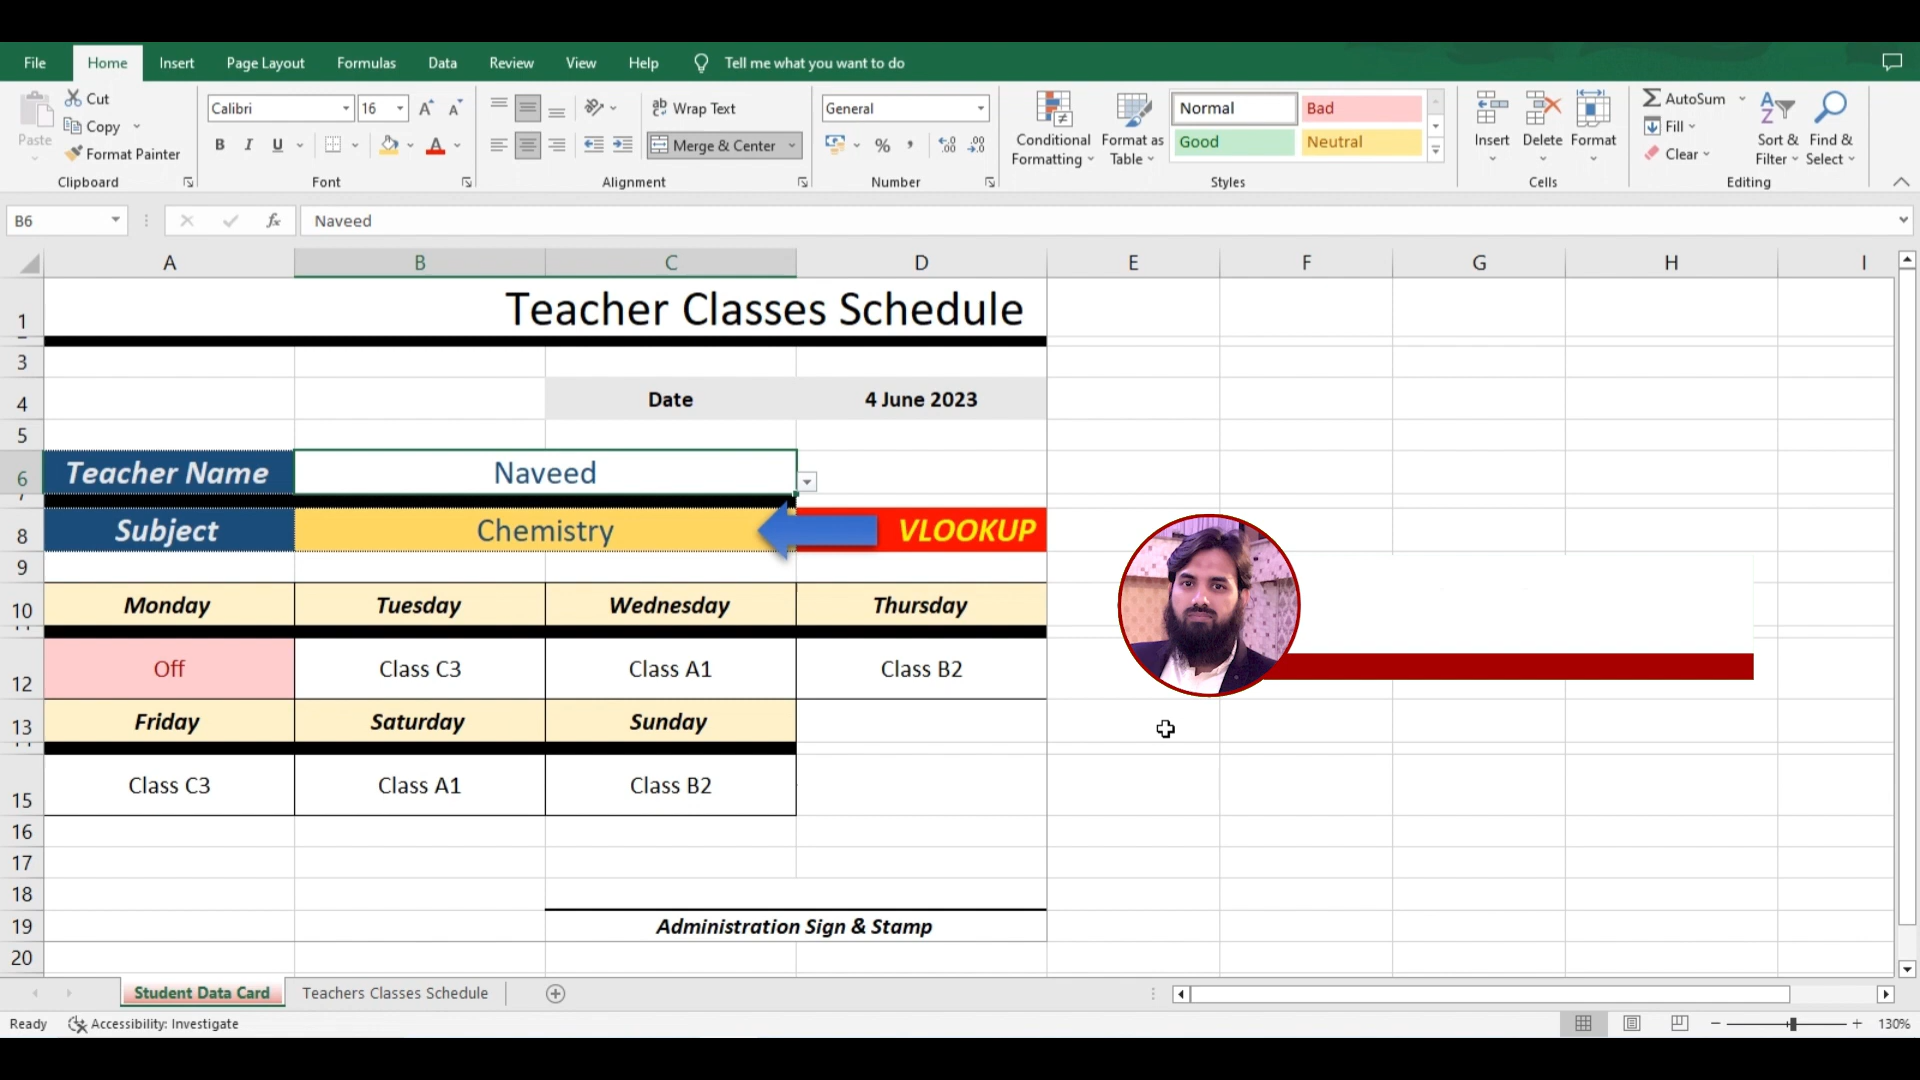 File Home Insert Page Layout Formulas Data Review View Help Tell me what you want to do
Paste
Cut
Copy
Format Painter
Clipboard
Calibri 16
B I U
Font
Wrap Text
Merge & Center
Alignment
General
% ,
Number
Conditional Formatting
Format as Table
Normal Bad
Good Neutral
Styles
Insert Delete Format
Cells
AutoSum
Fill
Clear
Sort & Filter
Find & Select
Editing
B6 fx Naveed
A B C D E F G H I
1 Teacher Classes Schedule
3
4 Date 4 June 2023
5
6 Teacher Name Naveed
8 Subject Chemistry VLOOKUP
9
10 Monday Tuesday Wednesday Thursday
12 Off Class C3 Class A1 Class B2
13 Friday Saturday Sunday
15 Class C3 Class A1 Class B2
16
17
18
19 Administration Sign & Stamp
20
Student Data Card Teachers Classes Schedule
Ready Accessibility: Investigate 130%